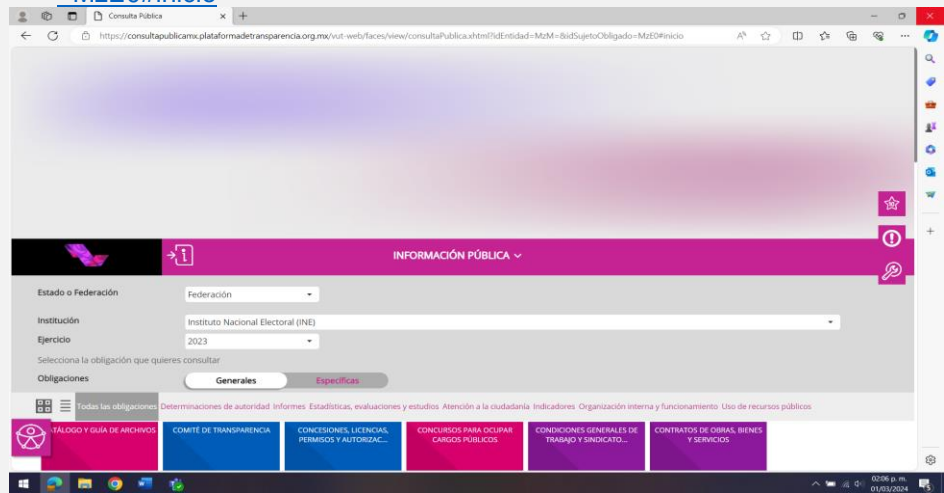 Consulta Pública
https://consultapublicamx.plataformadetransparencia.org.mx/vut-web/faces/view/consultaPublica.xhtml?idEntidad=MzM=&idSujetoObligado=MzE0#inicio
INFORMACIÓN PÚBLICA
Estado o Federación
Federación
Institución
Instituto Nacional Electoral (INE)
Ejercicio
2023
Selecciona la obligación que quieres consultar
Obligaciones
Generales
Específicas
Todas las obligaciones Determinaciones de autoridad Informes Estadísticas, evaluaciones y estudios Atención a la ciudadanía Indicadores Organización interna y funcionamiento Uso de recursos públicos
TÁLOGO Y GUÍA DE ARCHIVOS
COMITÉ DE TRANSPARENCIA
CONCESIONES, LICENCIAS,
PERMISOS Y AUTORIZAC...
CONCURSOS PARA OCUPAR
CARGOS PÚBLICOS
CONDICIONES GENERALES DE
TRABAJO Y SINDICATO...
CONTRATOS DE OBRAS, BIENES
Y SERVICIOS
02:06 p. m.
01/03/2024